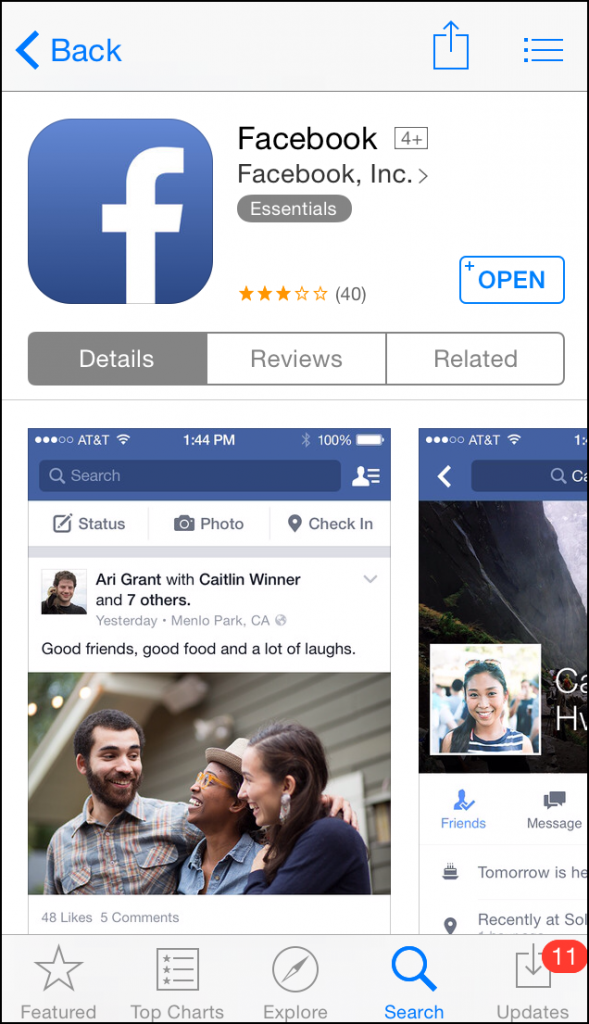 Back
Facebook 4+
Facebook, Inc. >
Essentials
(40)
+ OPEN
Details Reviews Related
AT&T 1:44 PM 100%
Search
Status Photo Check In
Ari Grant with Caitlin Winner
and 7 others.
Yesterday • Menlo Park, CA
Good friends, good food and a lot of laughs.
48 Likes 5 Comments
AT&T 1:
Ca
Ca
Hw
Friends Message
Tomorrow is he
Recently at Sol
Featured Top Charts Explore Search Updates
11